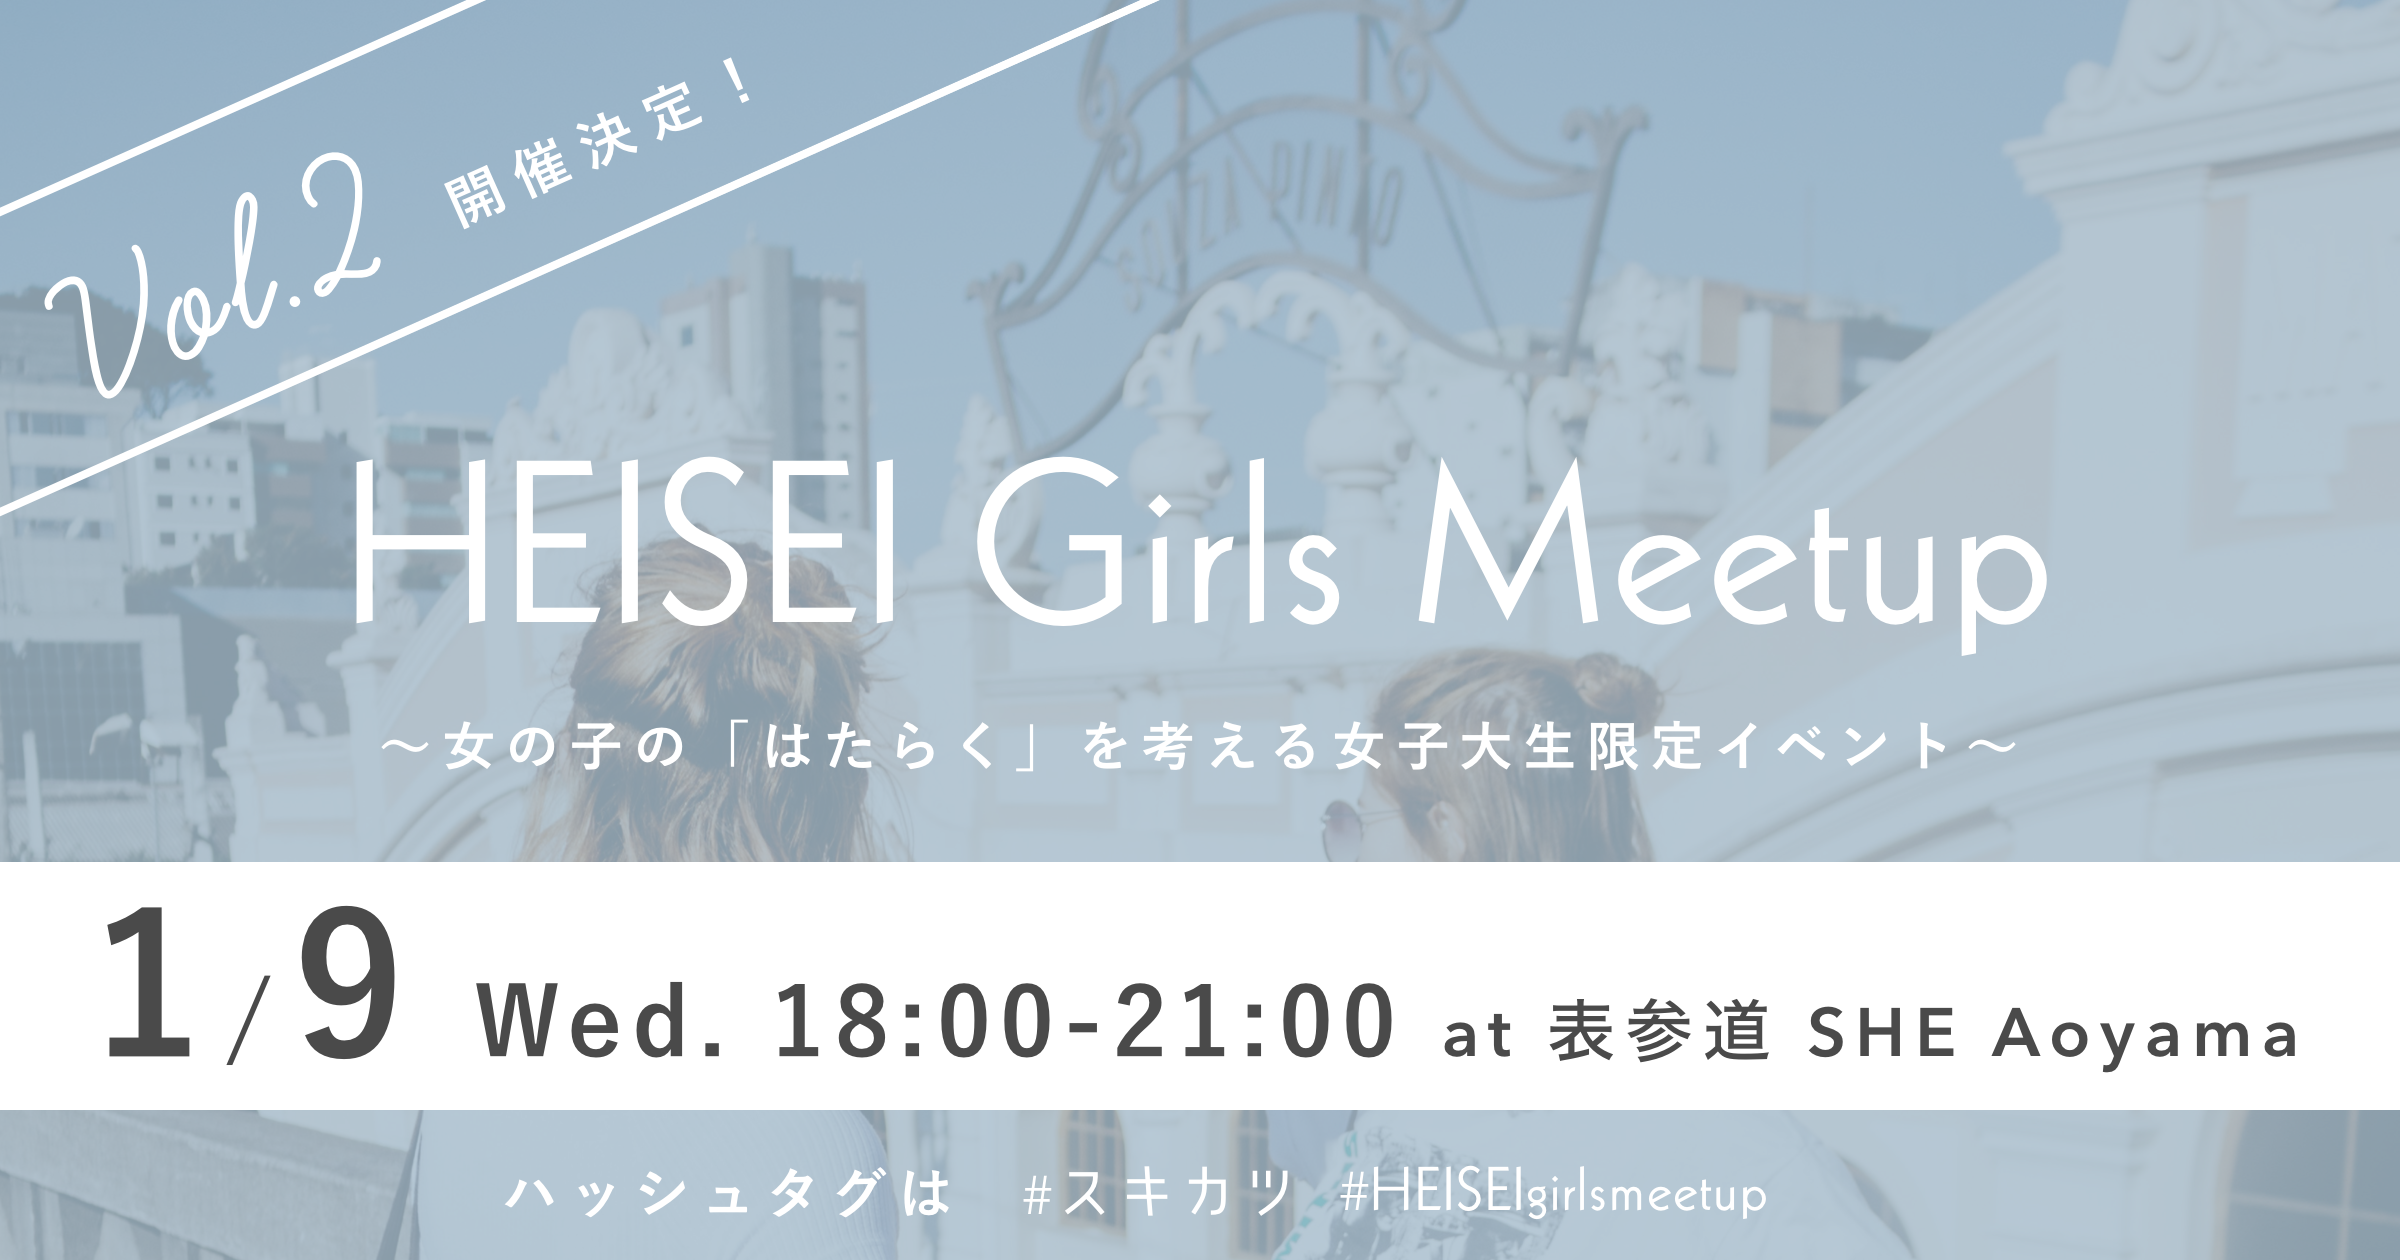 Vol.2 開催決定！
HEISEI Girls Meetup
～女の子の「はたらく」を考える女子大生限定イベント～
1/9 Wed. 18:00-21:00 at 表参道 SHE Aoyama
ハッシュタグは #スキカツ #HEISEIgirlsmeetup